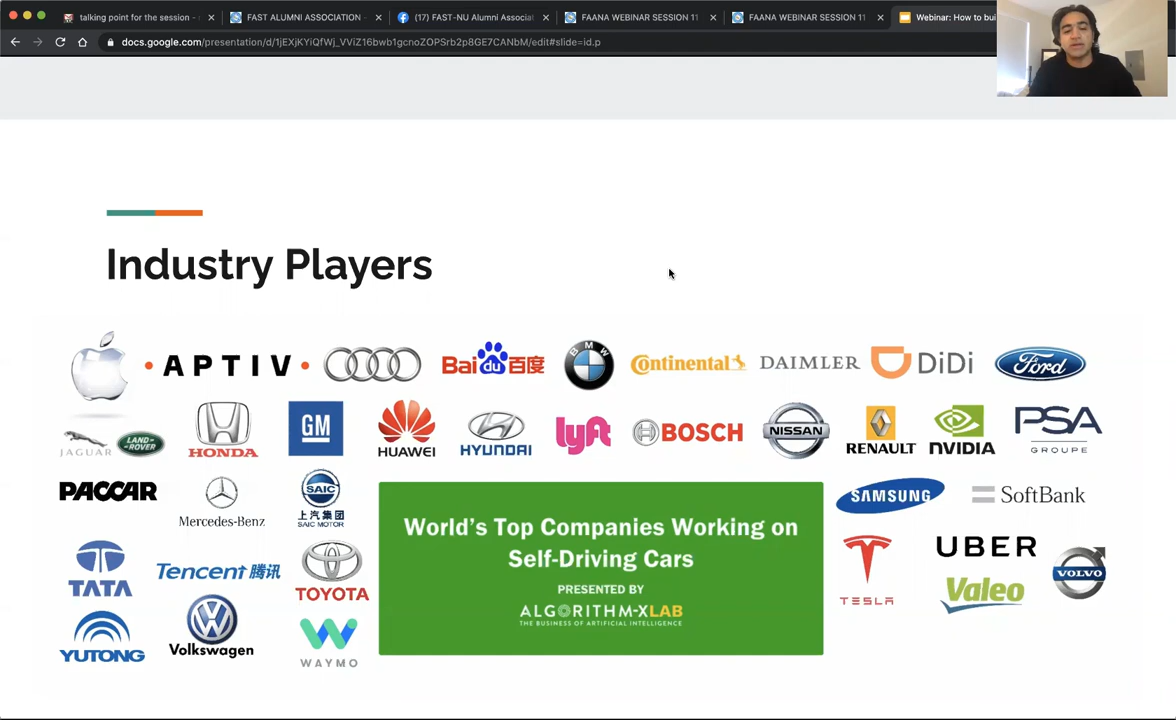 talking point for the session -
FAST ALUMNI ASSOCIATION -
(17) FAST-NU Alumni Associat
FAANA WEBINAR SESSION 11
FAANA WEBINAR SESSION 11
Webinar: How to bui
docs.google.com/presentation/d/1jEXjKYiQfWj_VViZ16bwb1gcnoZOPSrb2p8GE7CANbM/edit#slide=id.p
Industry Players
APTIV
Bai du 百度
BMW
Continental
DAIMLER
DiDi
Ford
JAGUAR
LAND-ROVER
HONDA
GM
HUAWEI
HYUNDAI
lyft
BOSCH
NISSAN
RENAULT
NVIDIA
PSA
GROUPE
PACCAR
Mercedes-Benz
SAIC
上汽集团
SAIC MOTOR
World's Top Companies Working on
Self-Driving Cars
PRESENTED BY
ALGORITHM-XLAB
THE BUSINESS OF ARTIFICIAL INTELLIGENCE
SAMSUNG
SoftBank
TATA
Tencent 腾讯
TOYOTA
TESLA
UBER
Valeo
VOLVO
YUTONG
Volkswagen
WAYMO